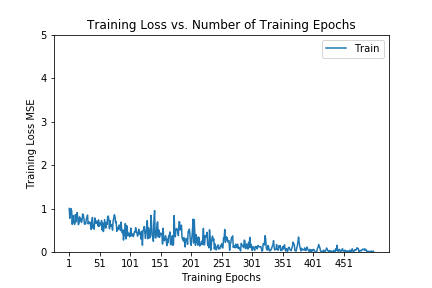 Training Loss vs. Number of Training Epochs
Train
Training Loss MSE
5
4
3
2
1
0
1 51 101 151 201 251 301 351 401 451
Training Epochs